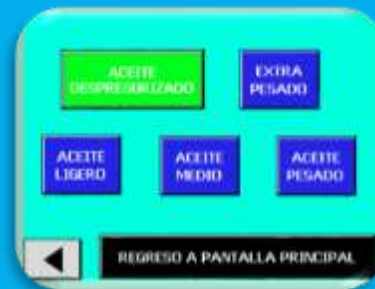 ACEITE
DESPRESURIZADO
EXTRA
PESADO
ACEITE
LIGERO
ACEITE
MEDIO
ACEITE
PESADO
REGRESO A PANTALLA PRINCIPAL